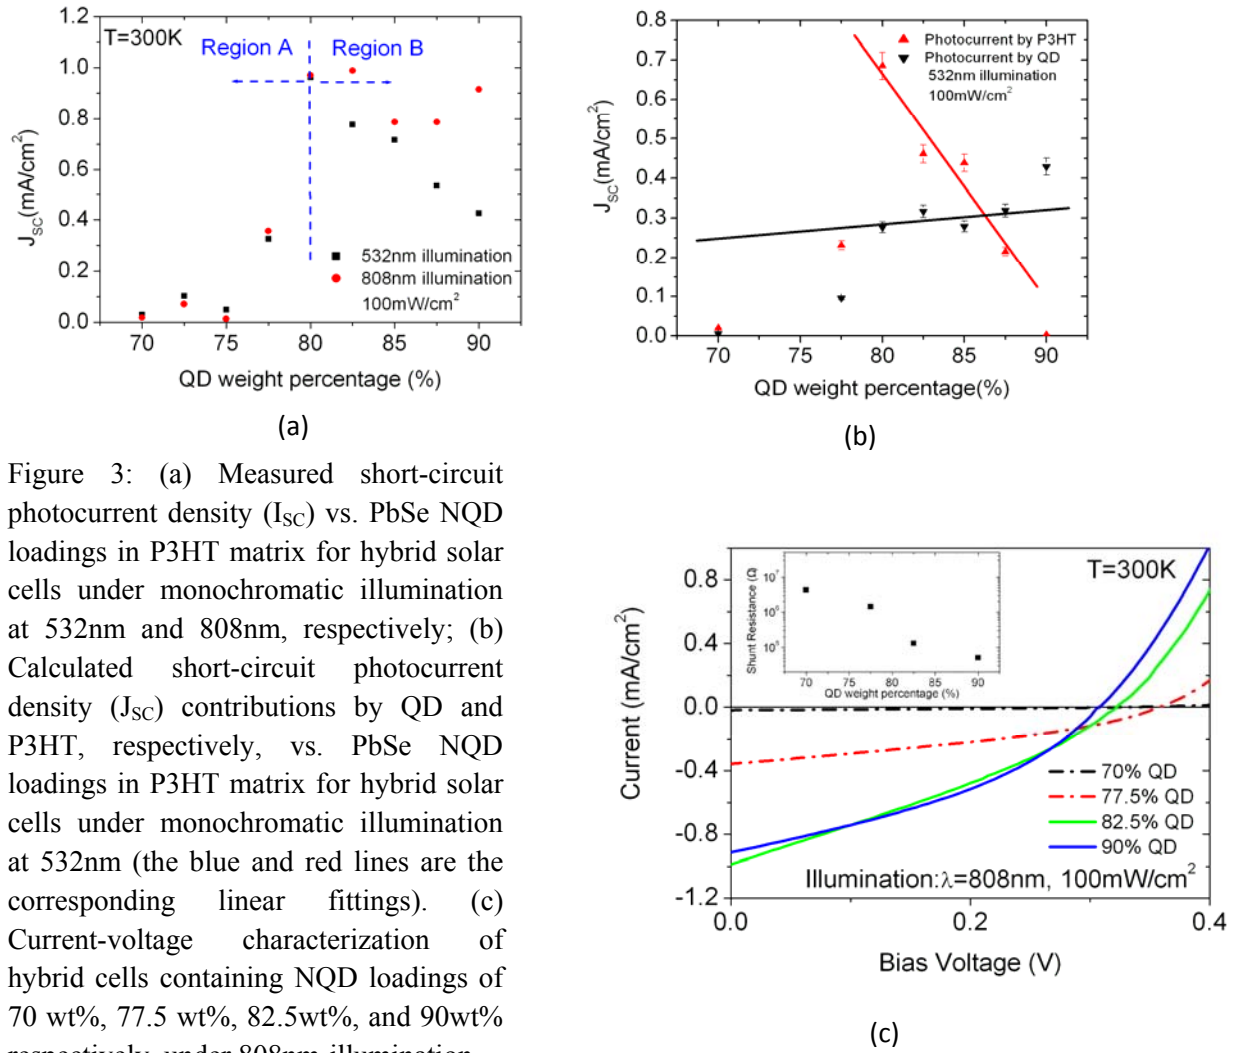 1.2
1.0
0.8
0.6
0.4
0.2
0.0
J_SC(mA/cm²)
T=300K
Region A
Region B
532nm illumination
808nm illumination
100mW/cm²
70 75 80 85 90
QD weight percentage (%)
(a)
0.8
0.7
0.6
0.5
0.4
0.3
0.2
0.1
0.0
J_SC(mA/cm²)
Photocurrent by P3HT
Photocurrent by QD
532nm illumination
100mW/cm²
70 75 80 85 90
QD weight percentage(%)
(b)
Figure 3: (a) Measured short-circuit
photocurrent density (I_SC) vs. PbSe NQD
loadings in P3HT matrix for hybrid solar
cells under monochromatic illumination
at 532nm and 808nm, respectively; (b)
Calculated short-circuit photocurrent
density (J_SC) contributions by QD and
P3HT, respectively, vs. PbSe NQD
loadings in P3HT matrix for hybrid solar
cells under monochromatic illumination
at 532nm (the blue and red lines are the
corresponding linear fittings). (c)
Current-voltage characterization of
hybrid cells containing NQD loadings of
70 wt%, 77.5 wt%, 82.5wt%, and 90wt%
respectively, under 808nm illumination
0.8
0.4
0.0
-0.4
-0.8
-1.2
Current (mA/cm²)
T=300K
Shunt Resistance (Ω)
10⁷
10⁶
10⁵
70 75 80 85 90
QD weight percentage (%)
70% QD
77.5% QD
82.5% QD
90% QD
Illumination:λ=808nm, 100mW/cm²
0.0 0.2 0.4
Bias Voltage (V)
(c)